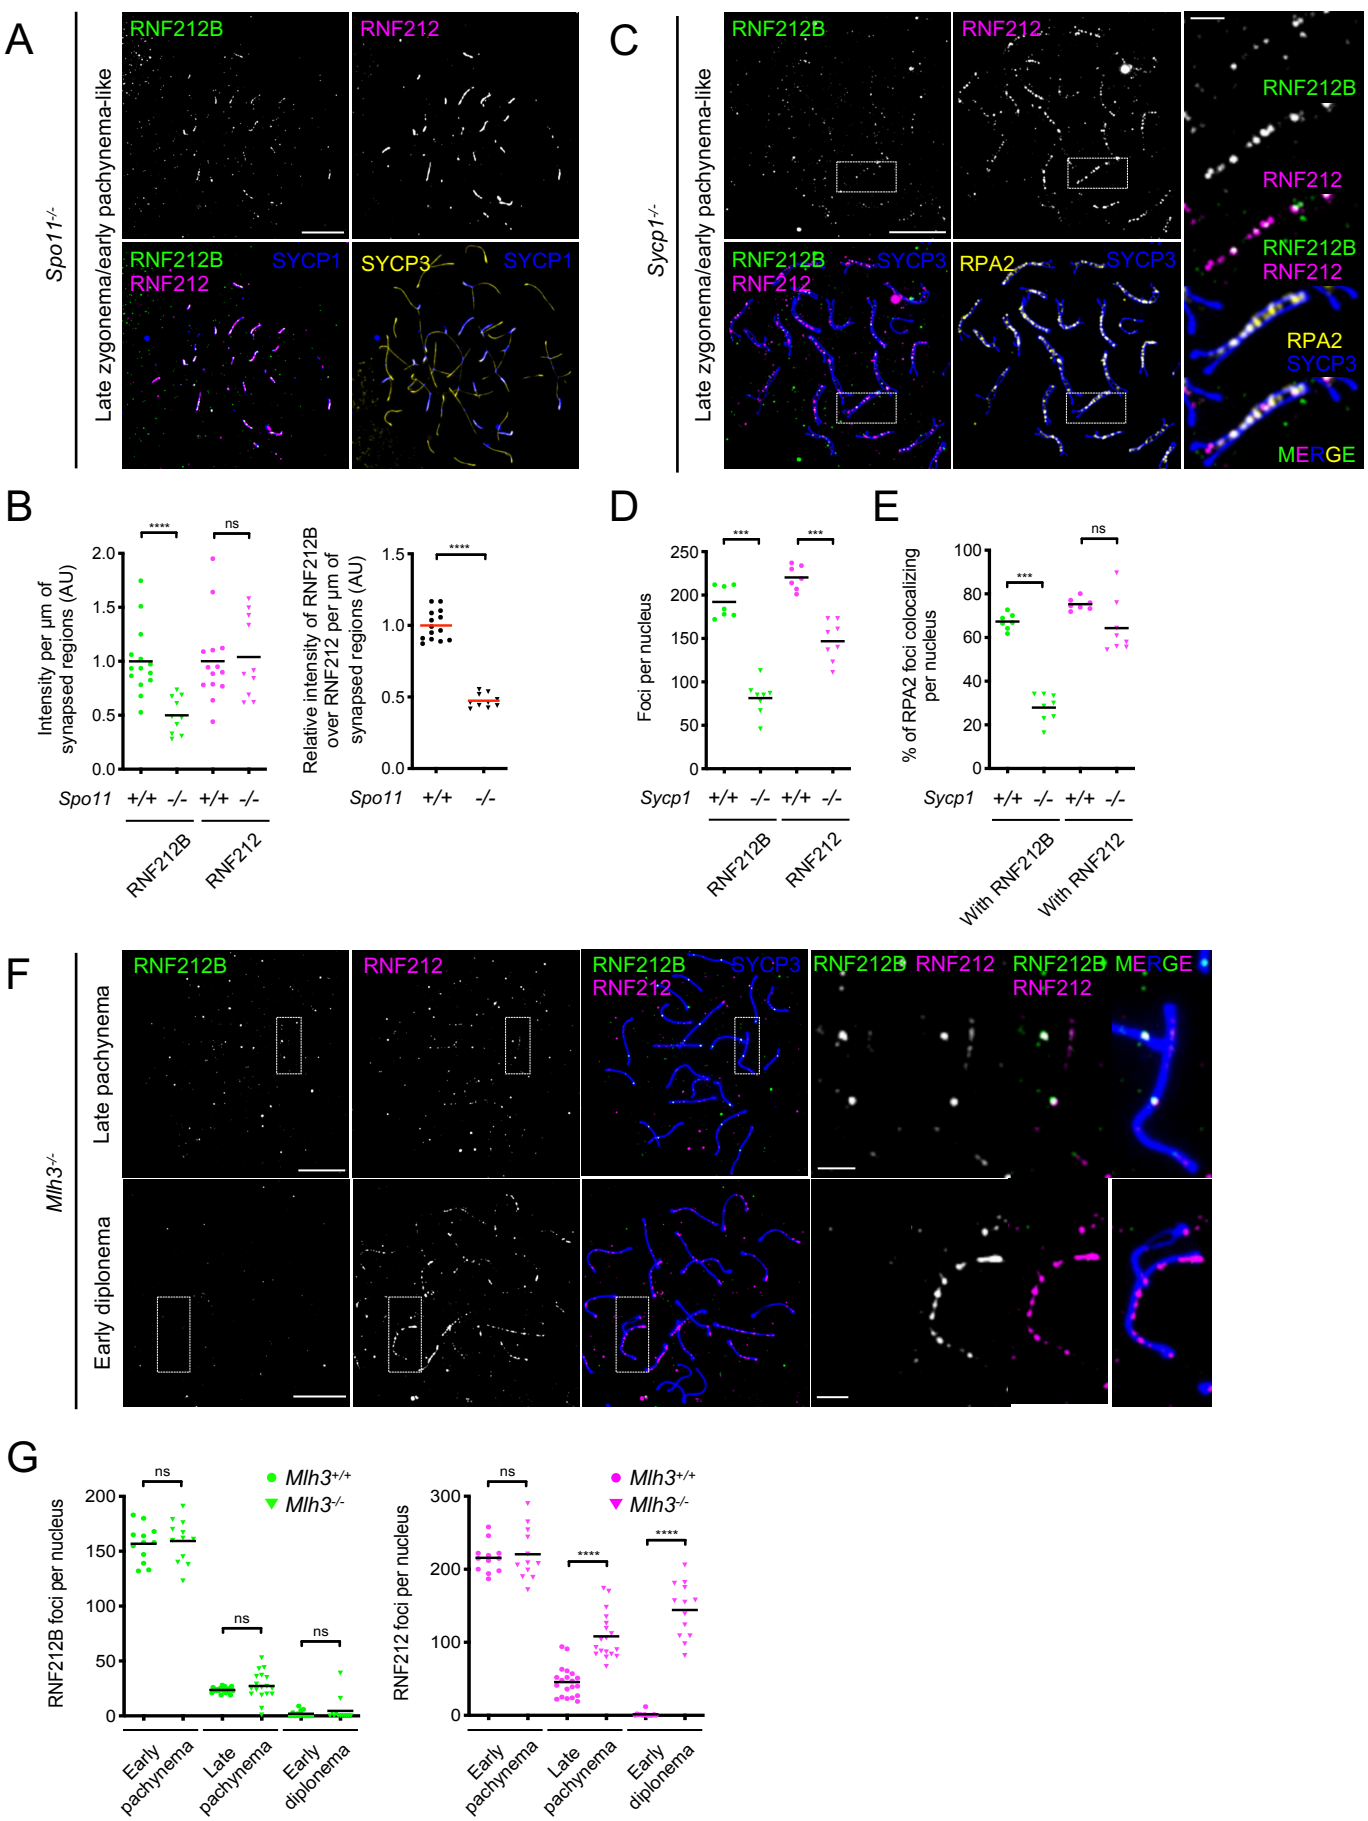 A
Spo11-/-
Late zygonema/early pachynema-like
RNF212B
RNF212
RNF212B
RNF212
SYCP1
SYCP3
SYCP1
C
Sycp1-/-
Late zygonema/early pachynema-like
RNF212B
RNF212
RNF212B
RNF212
SYCP3
RPA2
SYCP3
RNF212B
RNF212
RNF212B
RNF212
RPA2
SYCP3
MERGE
B
Intensity per µm of
synapsed regions (AU)
2.0
1.5
1.0
0.5
0.0
****
ns
Spo11 +/+ -/- +/+ -/-
RNF212B
RNF212
Relative intensity of RNF212B
over RNF212 per µm of
synapsed regions (AU)
1.5
1.0
0.5
0.0
****
Spo11 +/+ -/-
D
Foci per nucleus
250
200
150
100
50
0
***
***
Sycp1 +/+ -/- +/+ -/-
RNF212B
RNF212
E
% of RPA2 foci colocalizing
per nucleus
100
80
60
40
20
0
***
ns
Sycp1 +/+ -/- +/+ -/-
With RNF212B
With RNF212
F
Mlh3-/-
Late pachynema
RNF212B
RNF212
RNF212B
RNF212
SYCP3
RNF212B RNF212 RNF212B MERGE
RNF212
Early diplonema
G
RNF212B foci per nucleus
200
150
100
50
0
ns
ns
ns
Mlh3+/+
Mlh3-/-
Early
pachynema
Late
pachynema
Early
diplonema
RNF212 foci per nucleus
300
200
100
0
ns
****
****
Mlh3+/+
Mlh3-/-
Early
pachynema
Late
pachynema
Early
diplonema